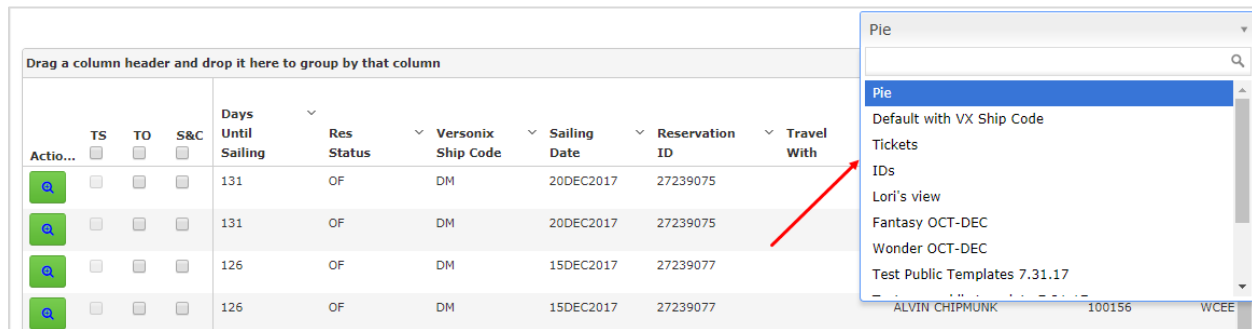 Pie
Drag a column header and drop it here to group by that column
Pie
Default with VX Ship Code
Tickets
IDs
Lori's view
Fantasy OCT-DEC
Wonder OCT-DEC
Test Public Templates 7.31.17
Actio... TS TO S&C Days Until Sailing Res Status Versonix Ship Code Sailing Date Reservation ID Travel With
131 OF DM 20DEC2017 27239075
131 OF DM 20DEC2017 27239075
126 OF DM 15DEC2017 27239077
126 OF DM 15DEC2017 27239077 ALVIN CHIPMUNK 100156 WCEE